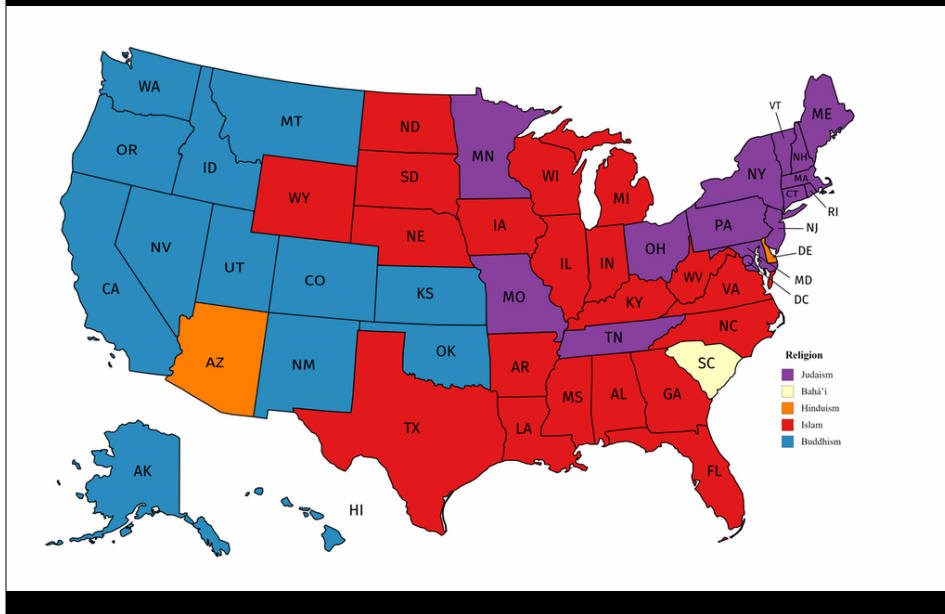 WA
OR
CA
NV
ID
MT
WY
UT
CO
AZ
NM
ND
SD
NE
KS
OK
TX
MN
IA
MO
AR
LA
WI
IL
MI
IN
OH
KY
TN
MS
AL
GA
FL
SC
NC
VA
WV
PA
NY
VT
NH
ME
MA
CT
RI
NJ
DE
MD
DC
AK
HI
Religion
Judaism
Bahá'í
Hinduism
Islam
Buddhism